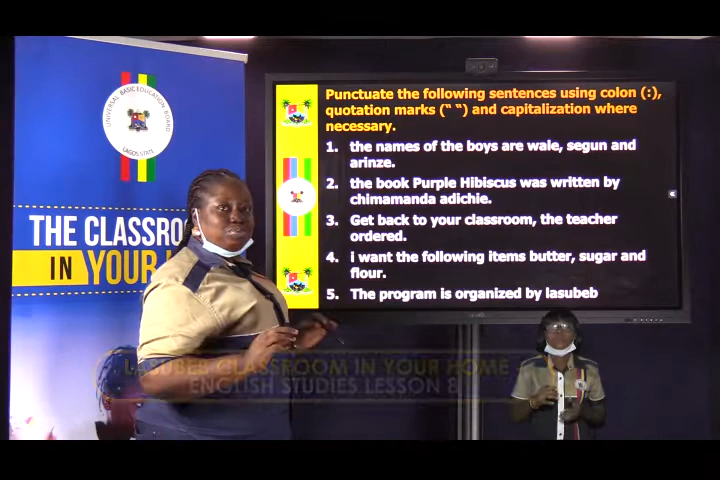 UNIVERSAL BASIC EDUCATION BOARD
LAGOS STATE
THE CLASSRO
IN YOUR
Punctuate the following sentences using colon (:),
quotation marks (“ “) and capitalization where
necessary.
1. the names of the boys are wale, segun and
arinze.
2. the book Purple Hibiscus was written by
chimamanda adichie.
3. Get back to your classroom, the teacher
ordered.
4. i want the following items butter, sugar and
flour.
5. The program is organized by lasubeb
LASUBEB CLASSROOM IN YOUR HOME
ENGLISH STUDIES LESSON 8